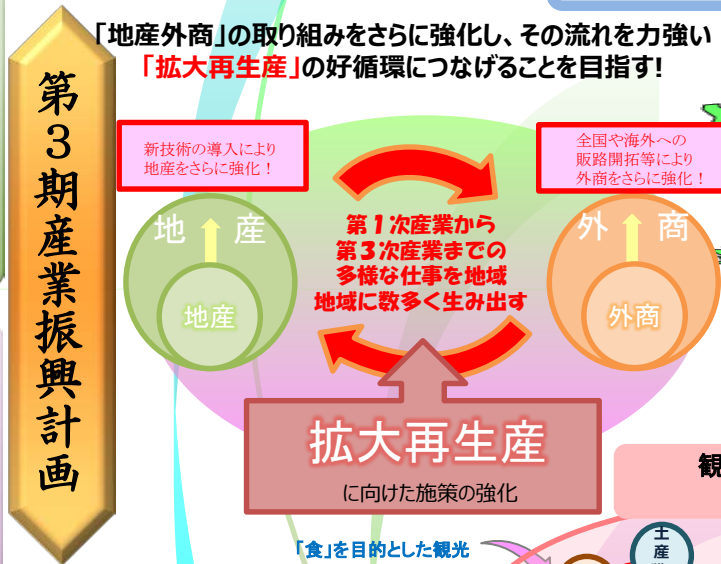 「地産外商」の取り組みをさらに強化し、その流れを力強い
「拡大再生産」の好循環につなげることを目指す!
第3期産業振興計画
新技術の導入により
地産をさらに強化！
全国や海外への
販路開拓等により
外商をさらに強化！
地産
地産
第１次産業から
第３次産業までの
多様な仕事を地域
地域に数多く生み出す
外商
外商
拡大再生産
に向けた施策の強化
観
「食」を目的とした観光
土
産